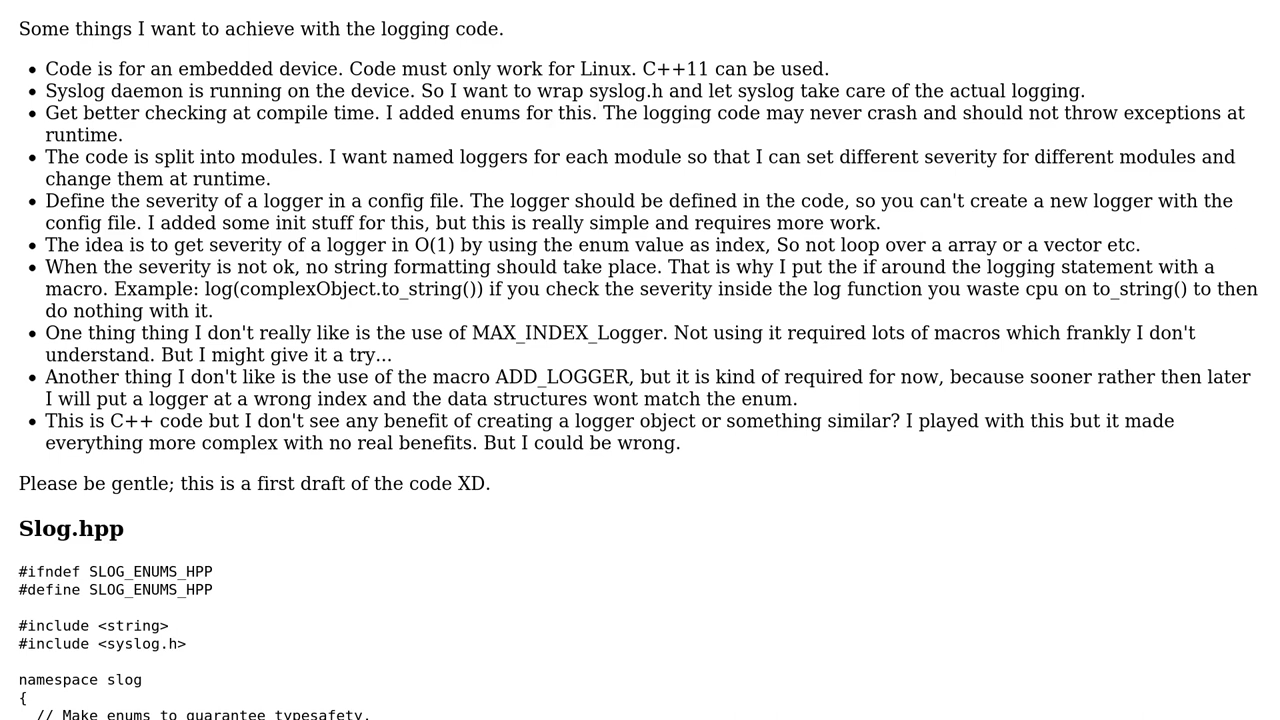 Some things I want to achieve with the logging code.
• Code is for an embedded device. Code must only work for Linux. C++11 can be used.
• Syslog daemon is running on the device. So I want to wrap syslog.h and let syslog take care of the actual logging.
• Get better checking at compile time. I added enums for this. The logging code may never crash and should not throw exceptions at
runtime.
• The code is split into modules. I want named loggers for each module so that I can set different severity for different modules and
change them at runtime.
• Define the severity of a logger in a config file. The logger should be defined in the code, so you can't create a new logger with the
config file. I added some init stuff for this, but this is really simple and requires more work.
• The idea is to get severity of a logger in O(1) by using the enum value as index, So not loop over a array or a vector etc.
• When the severity is not ok, no string formatting should take place. That is why I put the if around the logging statement with a
macro. Example: log(complexObject.to_string()) if you check the severity inside the log function you waste cpu on to_string() to then
do nothing with it.
• One thing thing I don't really like is the use of MAX_INDEX_Logger. Not using it required lots of macros which frankly I don't
understand. But I might give it a try...
• Another thing I don't like is the use of the macro ADD_LOGGER, but it is kind of required for now, because sooner rather then later
I will put a logger at a wrong index and the data structures wont match the enum.
• This is C++ code but I don't see any benefit of creating a logger object or something similar? I played with this but it made
everything more complex with no real benefits. But I could be wrong.
Please be gentle; this is a first draft of the code XD.
Slog.hpp
#ifndef SLOG_ENUMS_HPP
#define SLOG_ENUMS_HPP
#include <string>
#include <syslog.h>
namespace slog
{
// Make enums to guarantee typesafety.